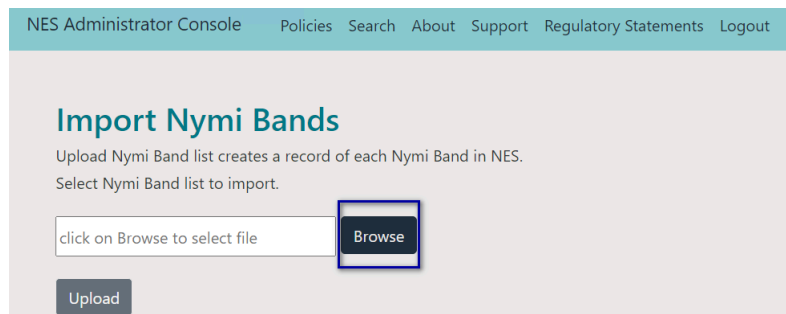 NES Administrator Console Policies Search About Support Regulatory Statements Logout
Import Nymi Bands
Upload Nymi Band list creates a record of each Nymi Band in NES.
Select Nymi Band list to import.
click on Browse to select file Browse
Upload